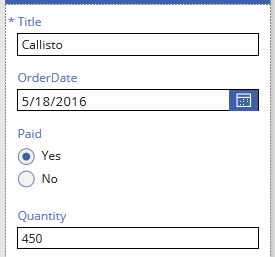 * Title
Callisto
OrderDate
5/18/2016
Paid
Yes
No
Quantity
450